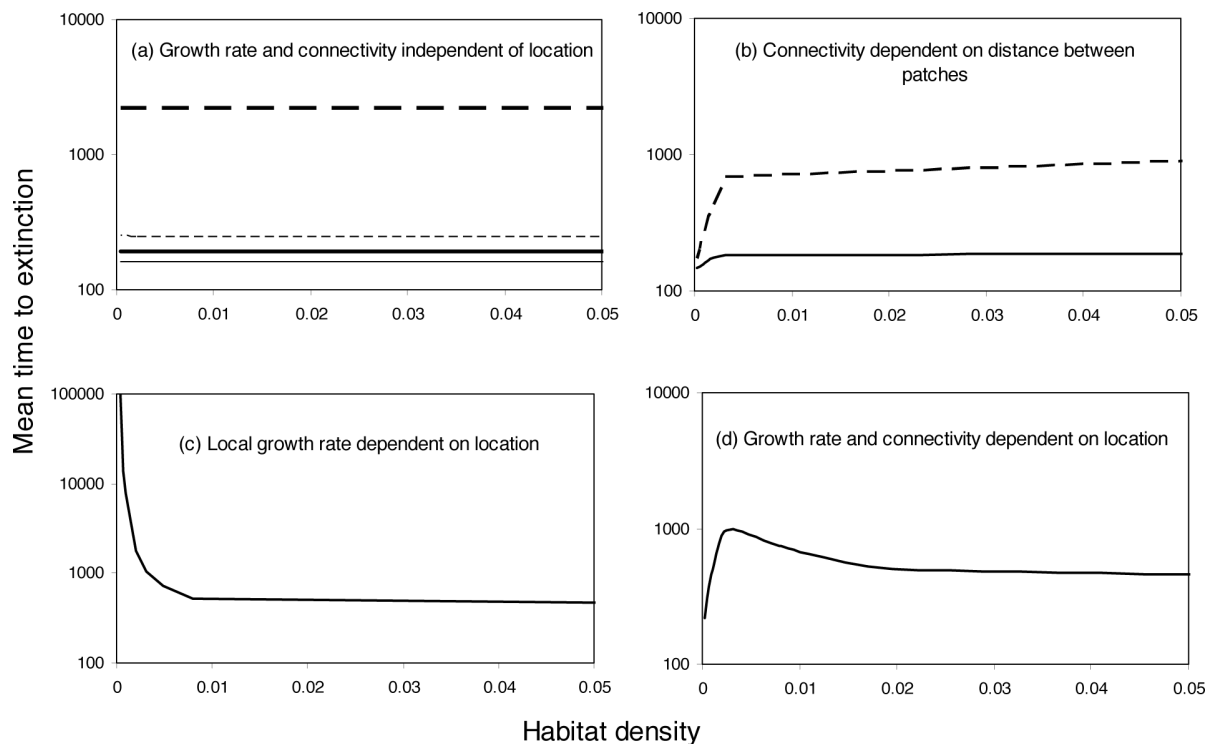 10000
(a) Growth rate and connectivity independent of location
1000
100
0 0.01 0.02 0.03 0.04 0.05
10000
(b) Connectivity dependent on distance between
patches
1000
100
0 0.01 0.02 0.03 0.04 0.05
Mean time to extinction
100000
(c) Local growth rate dependent on location
10000
1000
100
0 0.01 0.02 0.03 0.04 0.05
10000
(d) Growth rate and connectivity dependent on location
1000
100
0 0.01 0.02 0.03 0.04 0.05
Habitat density